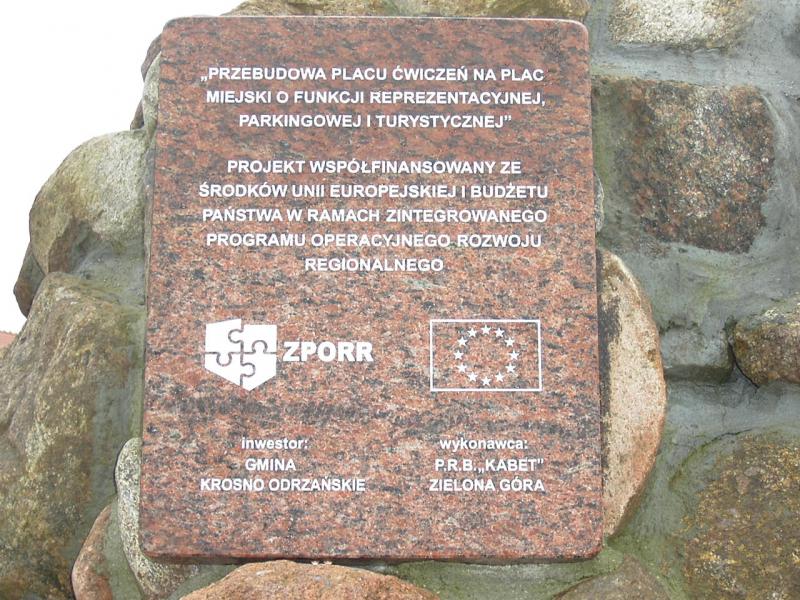 „PRZEBUDOWA PLACU ĆWICZEŃ NA PLAC
MIEJSKI O FUNKCJI REPREZENTACYJNEJ,
PARKINGOWEJ I TURYSTYCZNEJ”
PROJEKT WSPÓŁFINANSOWANY ZE
ŚRODKÓW UNII EUROPEJSKIEJ I BUDŻETU
PAŃSTWA W RAMACH ZINTEGROWANEGO
PROGRAMU OPERACYJNEGO ROZWOJU
REGIONALNEGO
ZPORR
inwestor:
GMINA
KROSNO ODRZAŃSKIE
wykonawca:
P.R.B.„KABET”
ZIELONA GÓRA